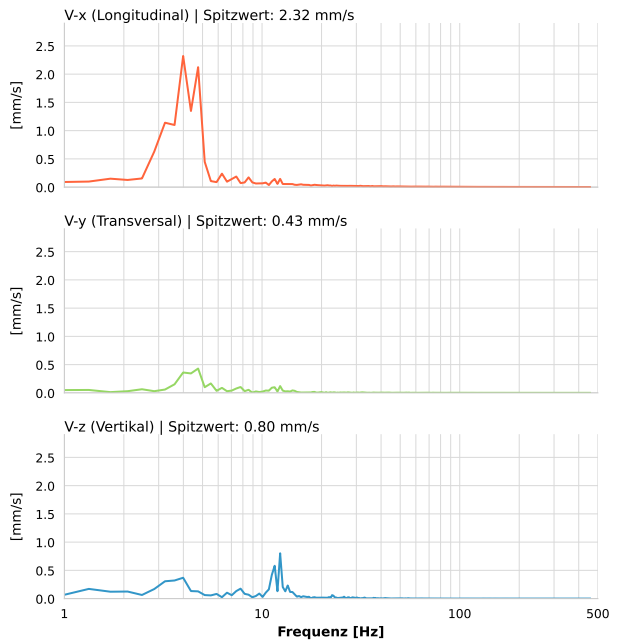 V-x (Longitudinal) | Spitzwert: 2.32 mm/s
[mm/s]
2.5
2.0
1.5
1.0
0.5
0.0
V-y (Transversal) | Spitzwert: 0.43 mm/s
[mm/s]
2.5
2.0
1.5
1.0
0.5
0.0
V-z (Vertikal) | Spitzwert: 0.80 mm/s
[mm/s]
2.5
2.0
1.5
1.0
0.5
0.0
1 10 100 500
Frequenz [Hz]